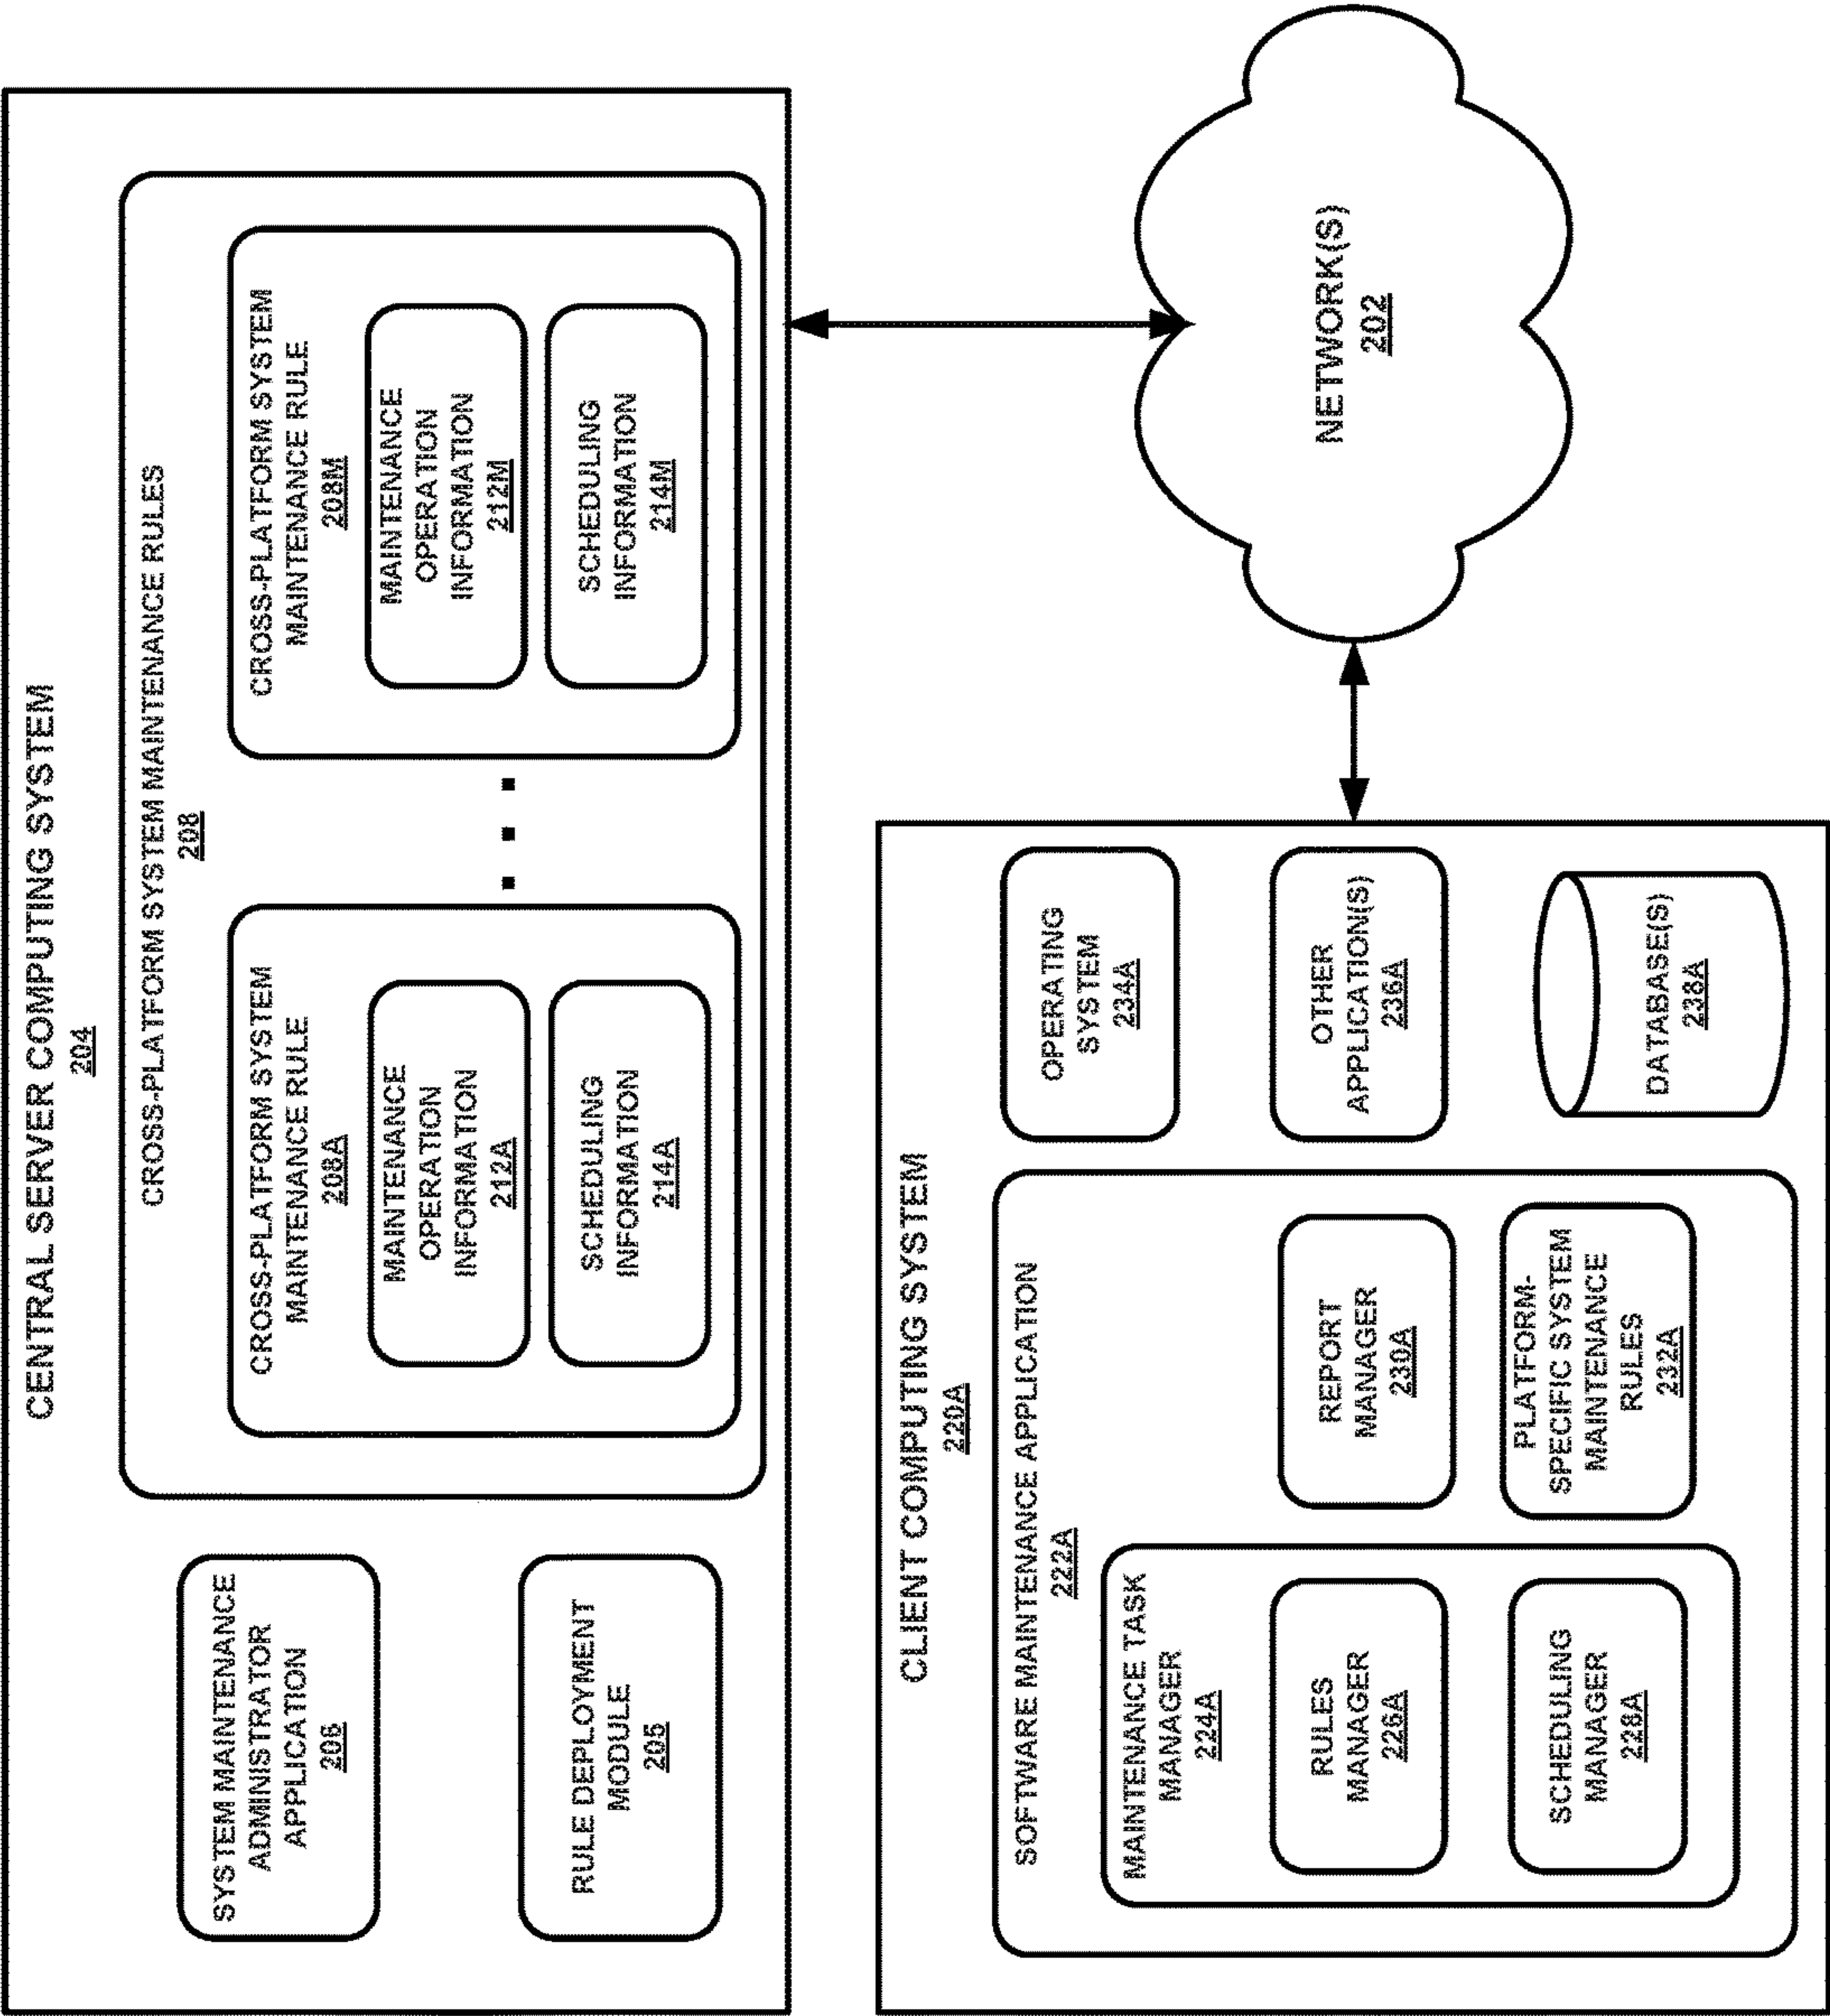 CENTRAL SERVER COMPUTING SYSTEM
204
SYSTEM MAINTENANCE
ADMINISTRATOR
APPLICATION
206
RULE DEPLOYMENT
MODULE
205
CROSS-PLATFORM SYSTEM MAINTENANCE RULES
208
CROSS-PLATFORM SYSTEM
MAINTENANCE RULE
208A
MAINTENANCE
OPERATION
INFORMATION
212A
SCHEDULING
INFORMATION
214A
CROSS-PLATFORM SYSTEM
MAINTENANCE RULE
208M
MAINTENANCE
OPERATION
INFORMATION
212M
SCHEDULING
INFORMATION
214M
CLIENT COMPUTING SYSTEM
220A
SOFTWARE MAINTENANCE APPLICATION
222A
MAINTENANCE TASK
MANAGER
224A
RULES
MANAGER
226A
SCHEDULING
MANAGER
228A
REPORT
MANAGER
230A
PLATFORM-
SPECIFIC SYSTEM
MAINTENANCE
RULES
232A
OPERATING
SYSTEM
234A
OTHER
APPLICATION(S)
236A
DATABASE(S)
238A
NETWORK(S)
202